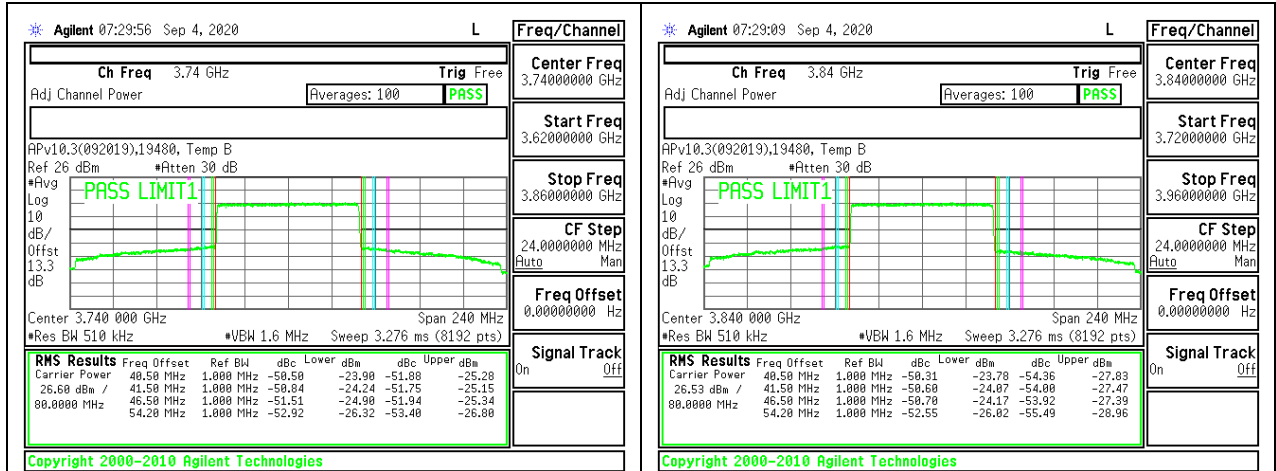 Agilent 07:29:56 Sep 4, 2020 L
Freq/Channel
Ch Freq 3.74 GHz Trig Free
Adj Channel Power Averages: 100 PASS
APv10.3(092019),19480, Temp B
Ref 26 dBm #Atten 30 dB
#Avg
Log
10
dB/
Offst
13.3
dB
PASS LIMIT1
Center 3.740 000 GHz Span 240 MHz
#Res BW 510 kHz #VBW 1.6 MHz Sweep 3.276 ms (8192 pts)
RMS Results Freq Offset Ref BW dBc Lower dBm dBc Upper dBm
Carrier Power 40.50 MHz 1.000 MHz -50.50 -23.90 -51.88 -25.28
26.60 dBm / 41.50 MHz 1.000 MHz -50.84 -24.24 -51.75 -25.15
80.0000 MHz 46.50 MHz 1.000 MHz -51.51 -24.90 -51.94 -25.34
54.20 MHz 1.000 MHz -52.92 -26.32 -53.40 -26.80
Copyright 2000-2010 Agilent Technologies
Center Freq
3.74000000 GHz
Start Freq
3.62000000 GHz
Stop Freq
3.86000000 GHz
CF Step
24.0000000 MHz
Auto Man
Freq Offset
0.00000000 Hz
Signal Track
On Off
Agilent 07:29:09 Sep 4, 2020 L
Freq/Channel
Ch Freq 3.84 GHz Trig Free
Adj Channel Power Averages: 100 PASS
APv10.3(092019),19480, Temp B
Ref 26 dBm #Atten 30 dB
#Avg
Log
10
dB/
Offst
13.3
dB
PASS LIMIT1
Center 3.840 000 GHz Span 240 MHz
#Res BW 510 kHz #VBW 1.6 MHz Sweep 3.276 ms (8192 pts)
RMS Results Freq Offset Ref BW dBc Lower dBm dBc Upper dBm
Carrier Power 40.50 MHz 1.000 MHz -50.31 -23.78 -54.36 -27.83
26.53 dBm / 41.50 MHz 1.000 MHz -50.60 -24.07 -54.00 -27.47
80.0000 MHz 46.50 MHz 1.000 MHz -50.70 -24.17 -53.92 -27.39
54.20 MHz 1.000 MHz -52.55 -26.02 -55.49 -28.96
Copyright 2000-2010 Agilent Technologies
Center Freq
3.84000000 GHz
Start Freq
3.72000000 GHz
Stop Freq
3.96000000 GHz
CF Step
24.0000000 MHz
Auto Man
Freq Offset
0.00000000 Hz
Signal Track
On Off